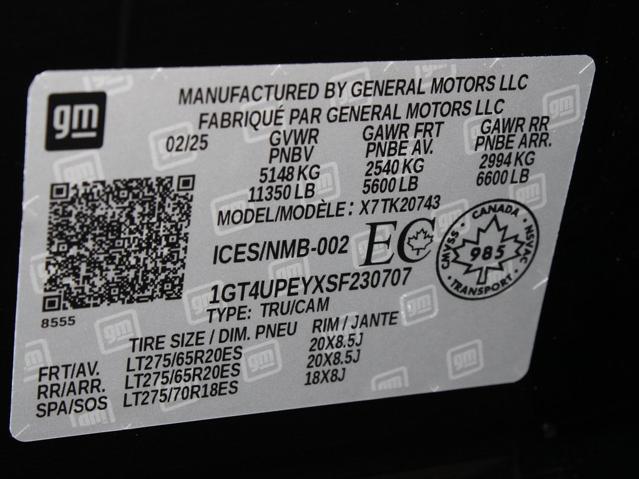 gm
MANUFACTURED BY GENERAL MOTORS LLC
FABRIQUÉ PAR GENERAL MOTORS LLC
02/25 GVWR GAWR FRT GAWR RR
PNBV PNBE AV. PNBE ARR.
5148 KG 2540 KG 2994 KG
11350 LB 5600 LB 6600 LB
MODEL/MODÈLE: X7TK20743
ICES/NMB-002 EC
CANADA
CMVSS 985 NSVAC
TRANSPORT
1GT4UPEYXSF230707
8555 TYPE: TRU/CAM
TIRE SIZE / DIM. PNEU RIM / JANTE
FRT/AV. LT275/65R20ES 20X8.5J
RR/ARR. LT275/65R20ES 20X8.5J
SPA/SOS LT275/70R18ES 18X8J